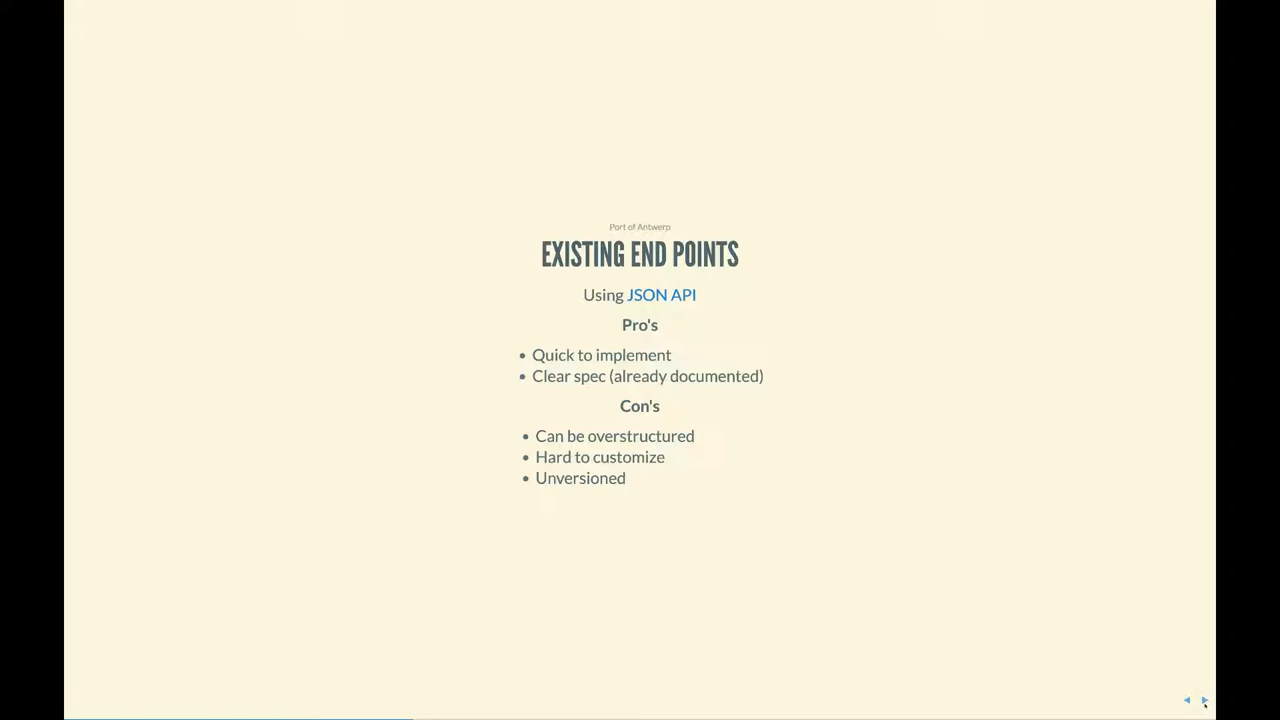 Port of Antwerp
EXISTING END POINTS
Using JSON API
Pro's
• Quick to implement
• Clear spec (already documented)
Con's
• Can be overstructured
• Hard to customize
• Unversioned